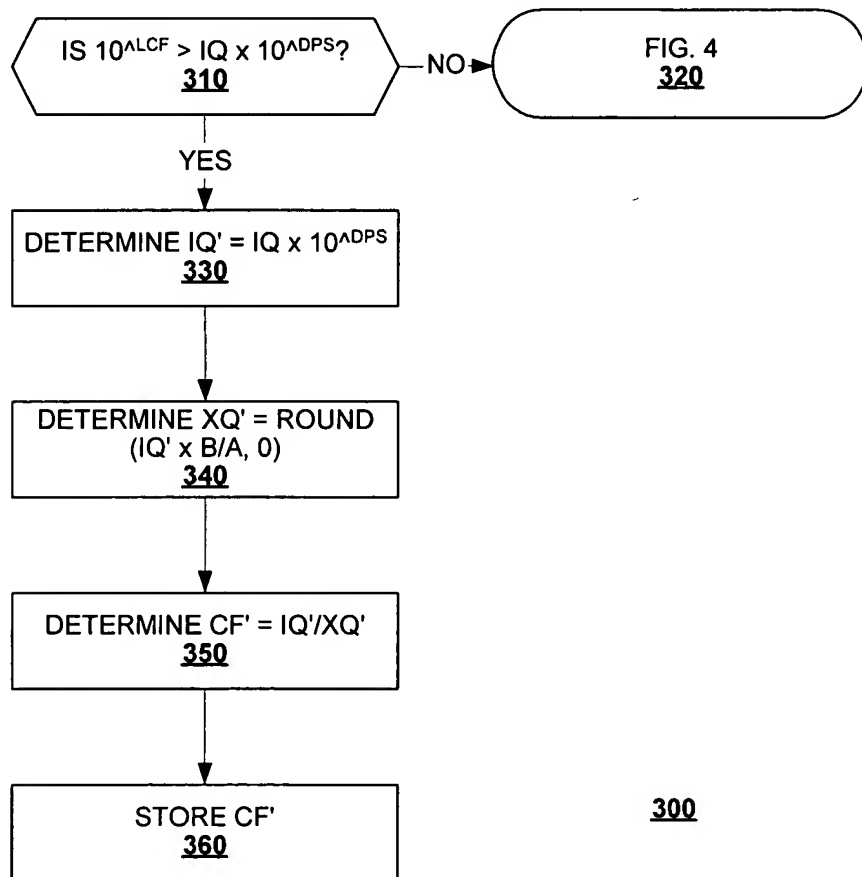 IS 10^LCF > IQ x 10^DPS?
310
NO
FIG. 4
320
YES
DETERMINE IQ' = IQ x 10^DPS
330
DETERMINE XQ' = ROUND
(IQ' x B/A, 0)
340
DETERMINE CF' = IQ'/XQ'
350
STORE CF'
360
300